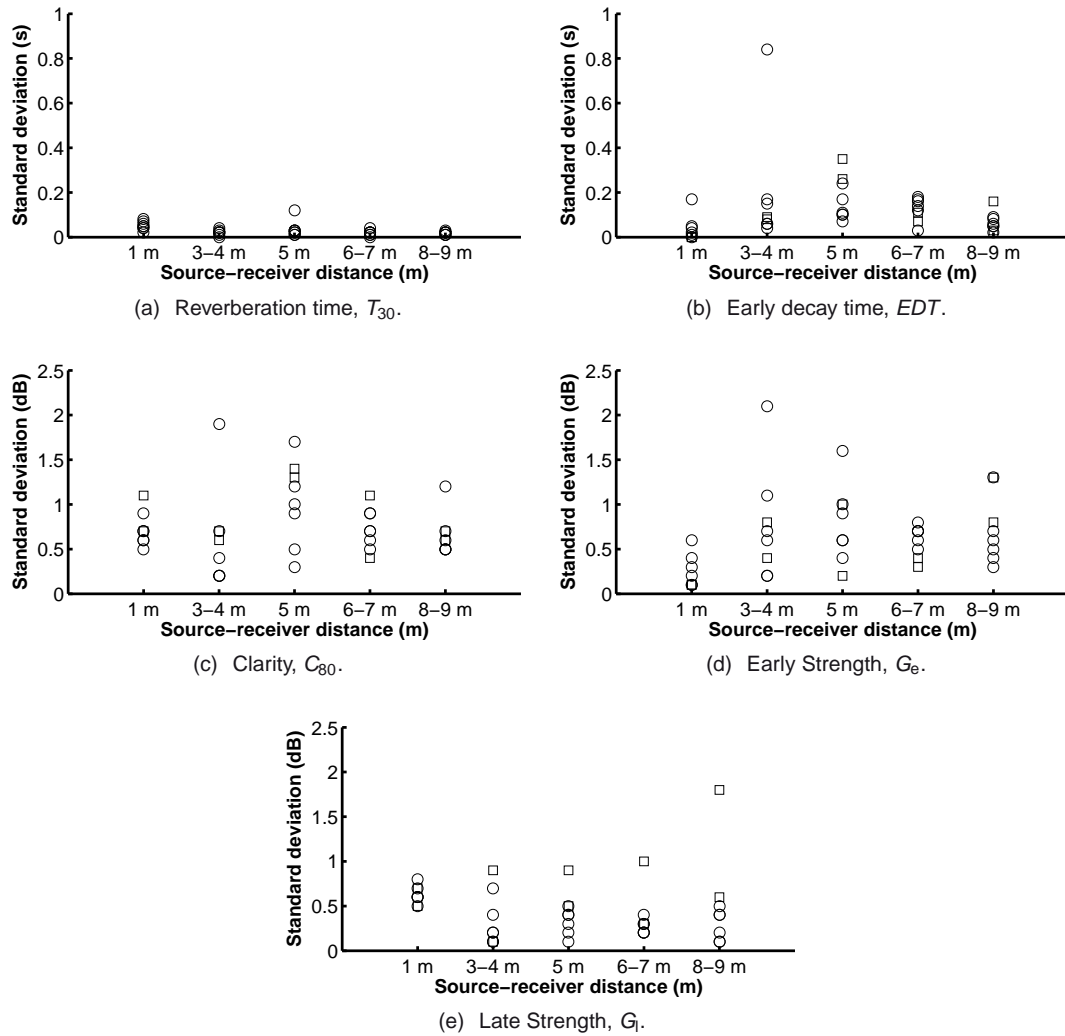 Standard deviation (s)
1
0.8
0.6
0.4
0.2
0
1 m 3–4 m 5 m 6–7 m 8–9 m
Source–receiver distance (m)
(a) Reverberation time, T30.
Standard deviation (s)
1
0.8
0.6
0.4
0.2
0
1 m 3–4 m 5 m 6–7 m 8–9 m
Source–receiver distance (m)
(b) Early decay time, EDT.
Standard deviation (dB)
2.5
2
1.5
1
0.5
0
1 m 3–4 m 5 m 6–7 m 8–9 m
Source–receiver distance (m)
(c) Clarity, C80.
Standard deviation (dB)
2.5
2
1.5
1
0.5
0
1 m 3–4 m 5 m 6–7 m 8–9 m
Source–receiver distance (m)
(d) Early Strength, Ge.
Standard deviation (dB)
2.5
2
1.5
1
0.5
0
1 m 3–4 m 5 m 6–7 m 8–9 m
Source–receiver distance (m)
(e) Late Strength, Gl.